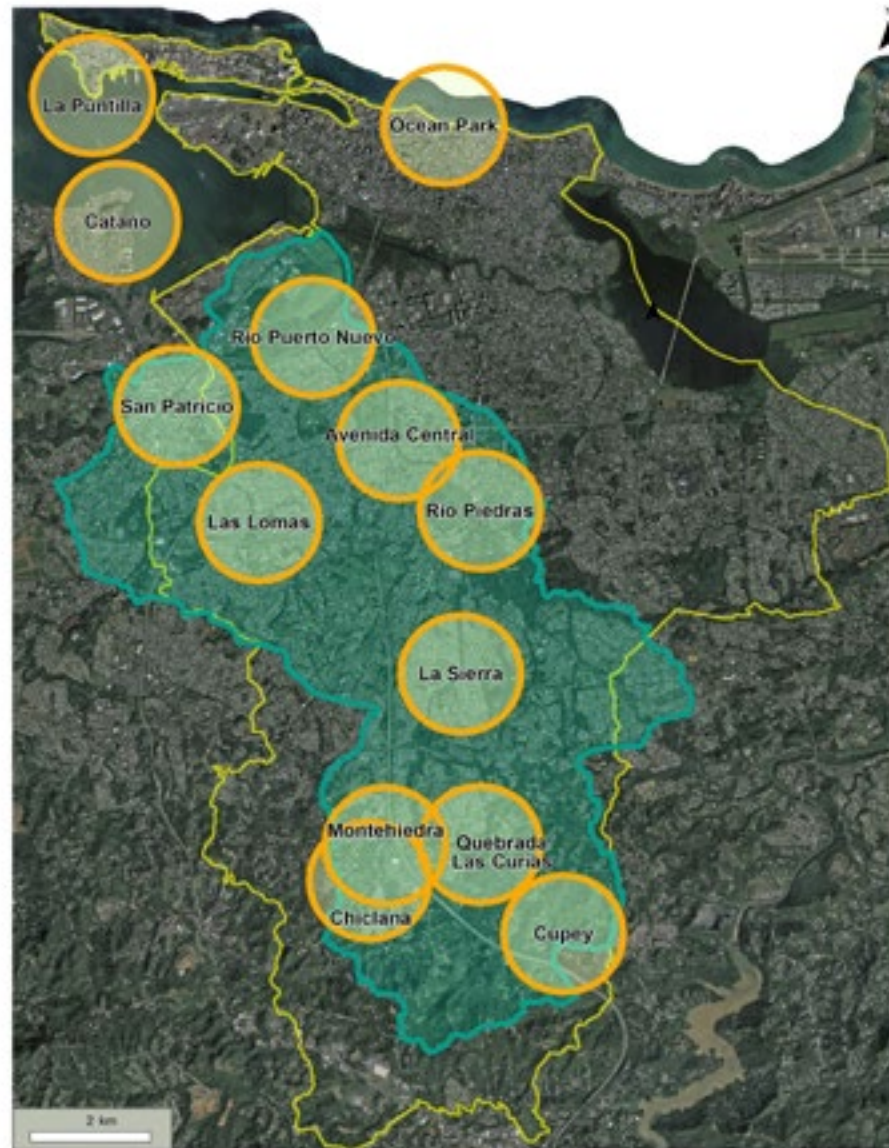 La Puntilla
Ocean Park
Catano
Rio Puerto Nuevo
San Patricio
Avenida Central
Las Lomas
Rio Piedras
La Sierra
Montehiedra
Quebrada
Las Curias
Chiclana
Cupey
2 km